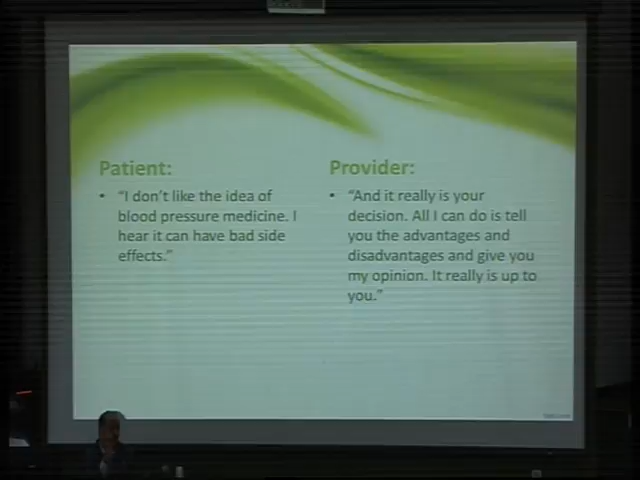 Patient:
• "I don't like the idea of
blood pressure medicine. I
hear it can have bad side
effects."
Provider:
• "And it really is your
decision. All I can do is tell
you the advantages and
disadvantages and give you
my opinion. It really is up to
you."